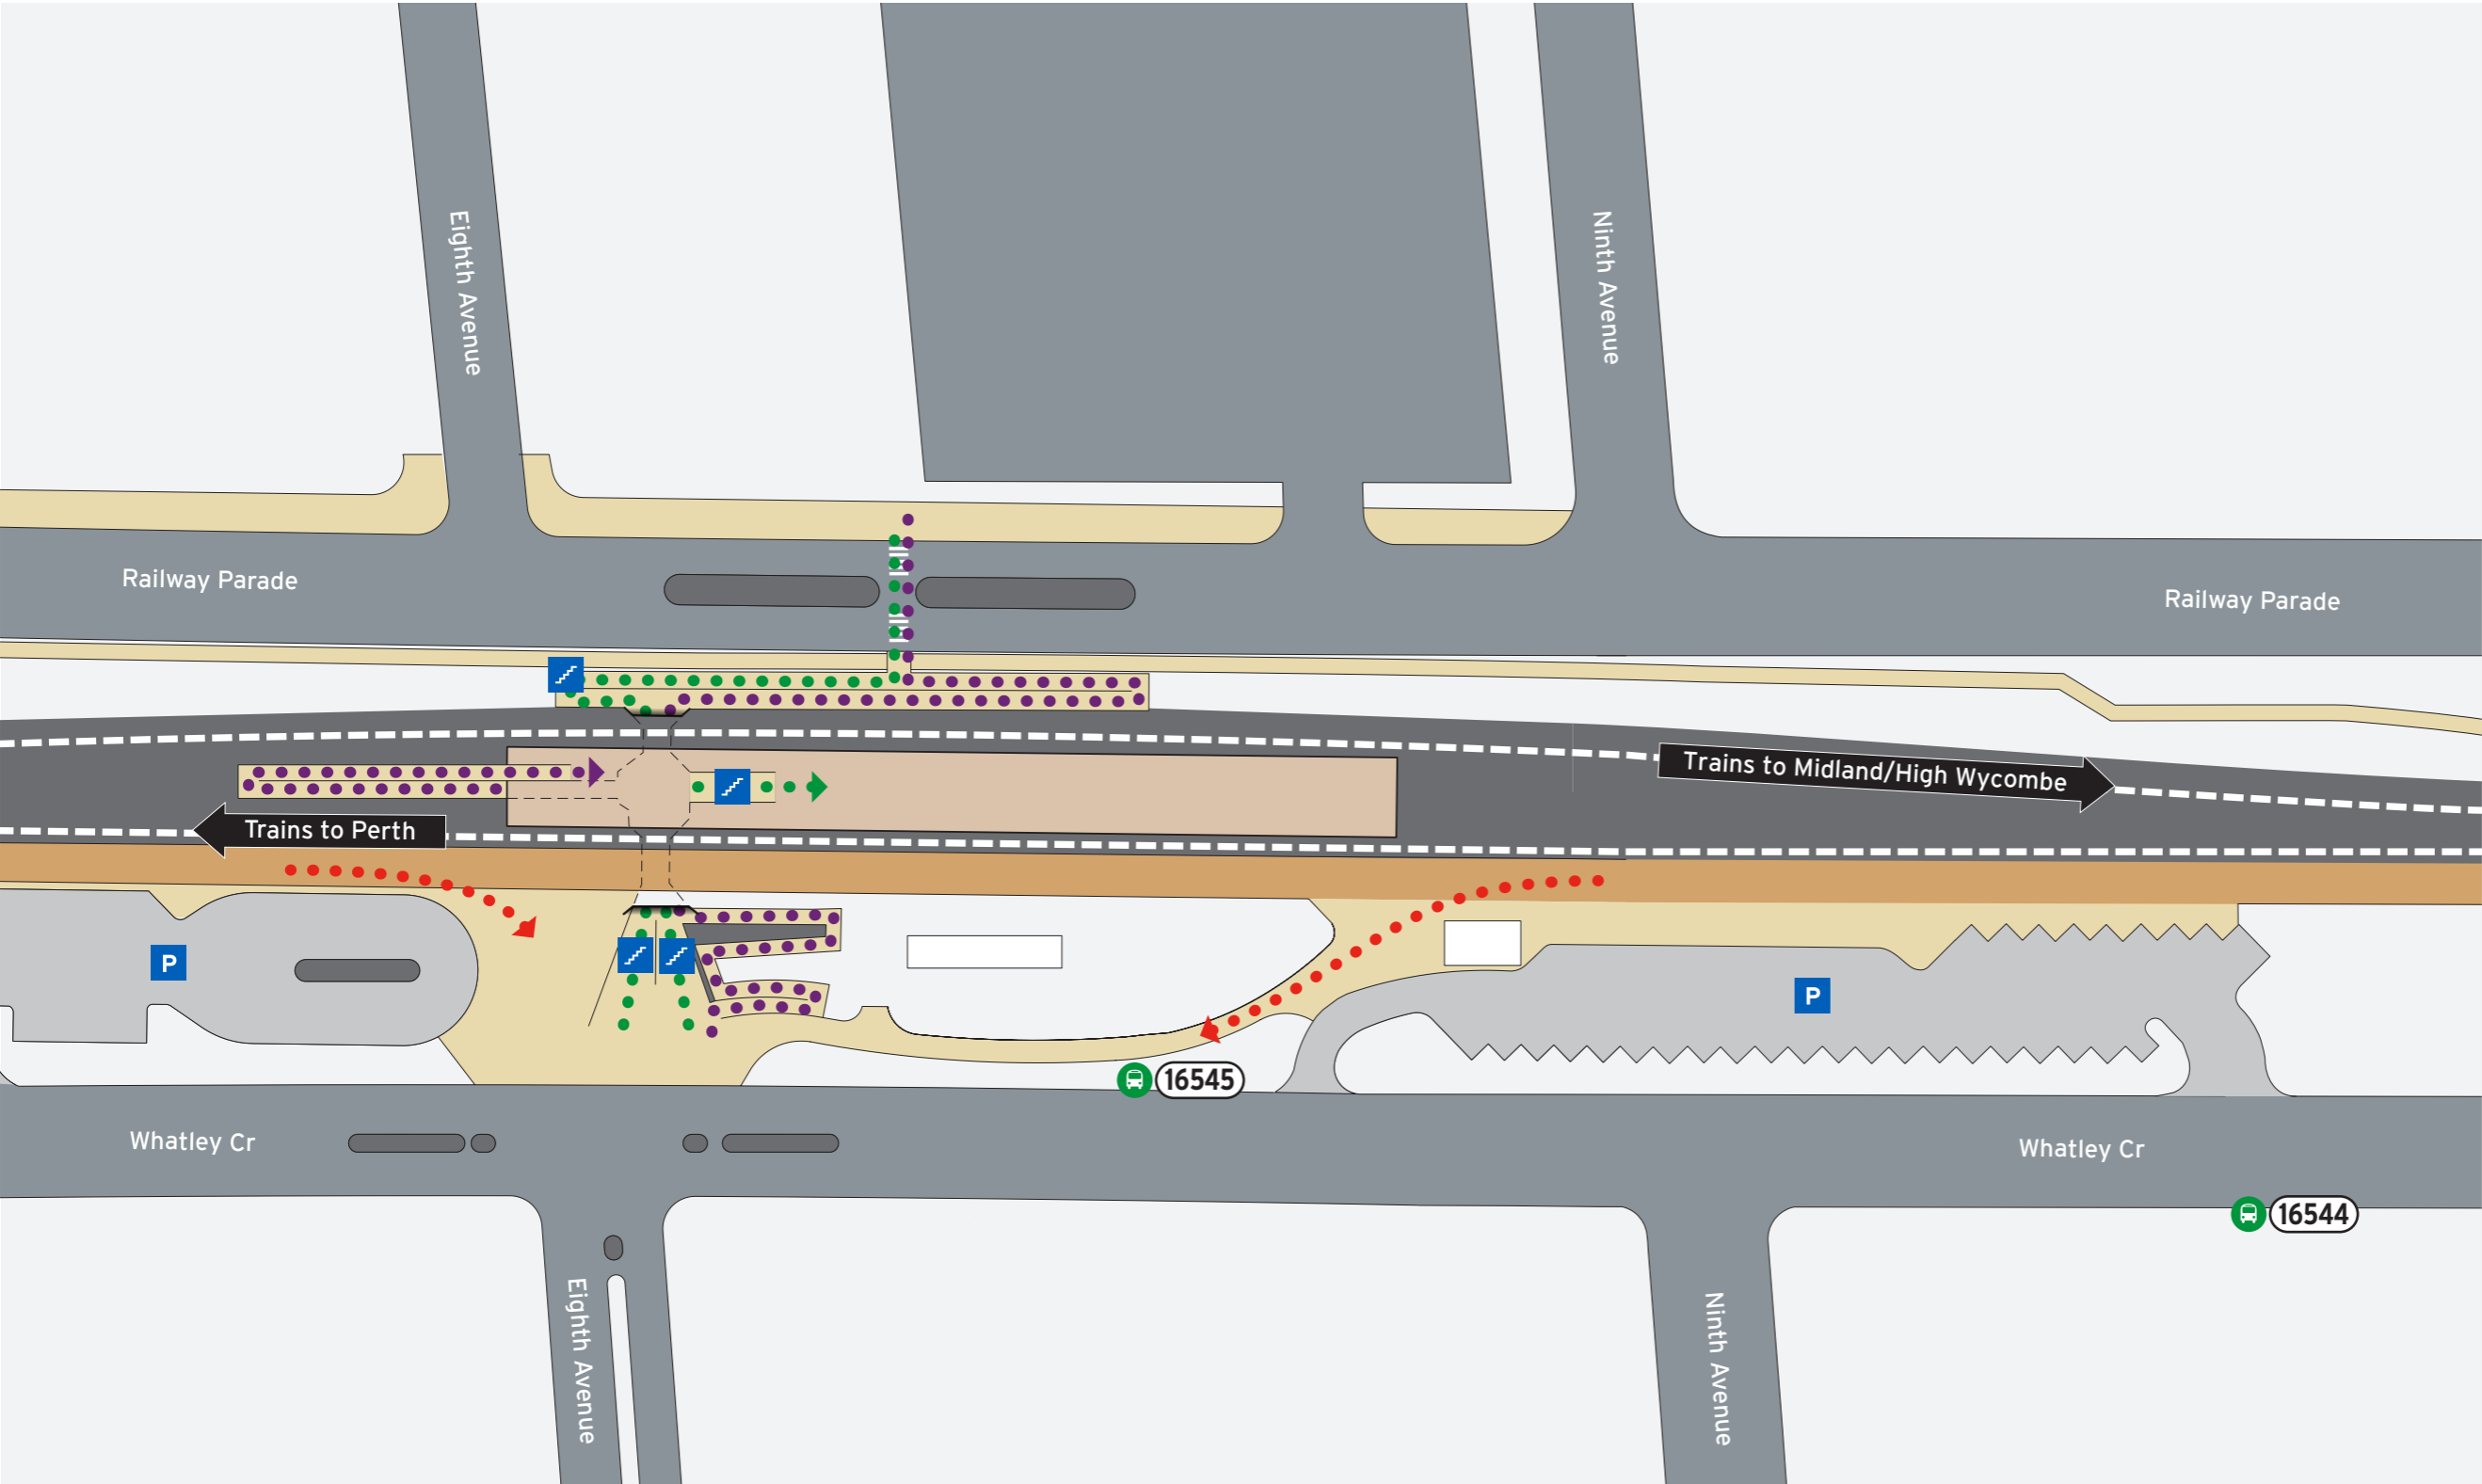 Eighth Avenue
Ninth Avenue
Railway Parade
Railway Parade
Trains to Midland/High Wycombe
Trains to Perth
P
P
16545
Whatley Cr
Whatley Cr
16544
Eighth Avenue
Ninth Avenue